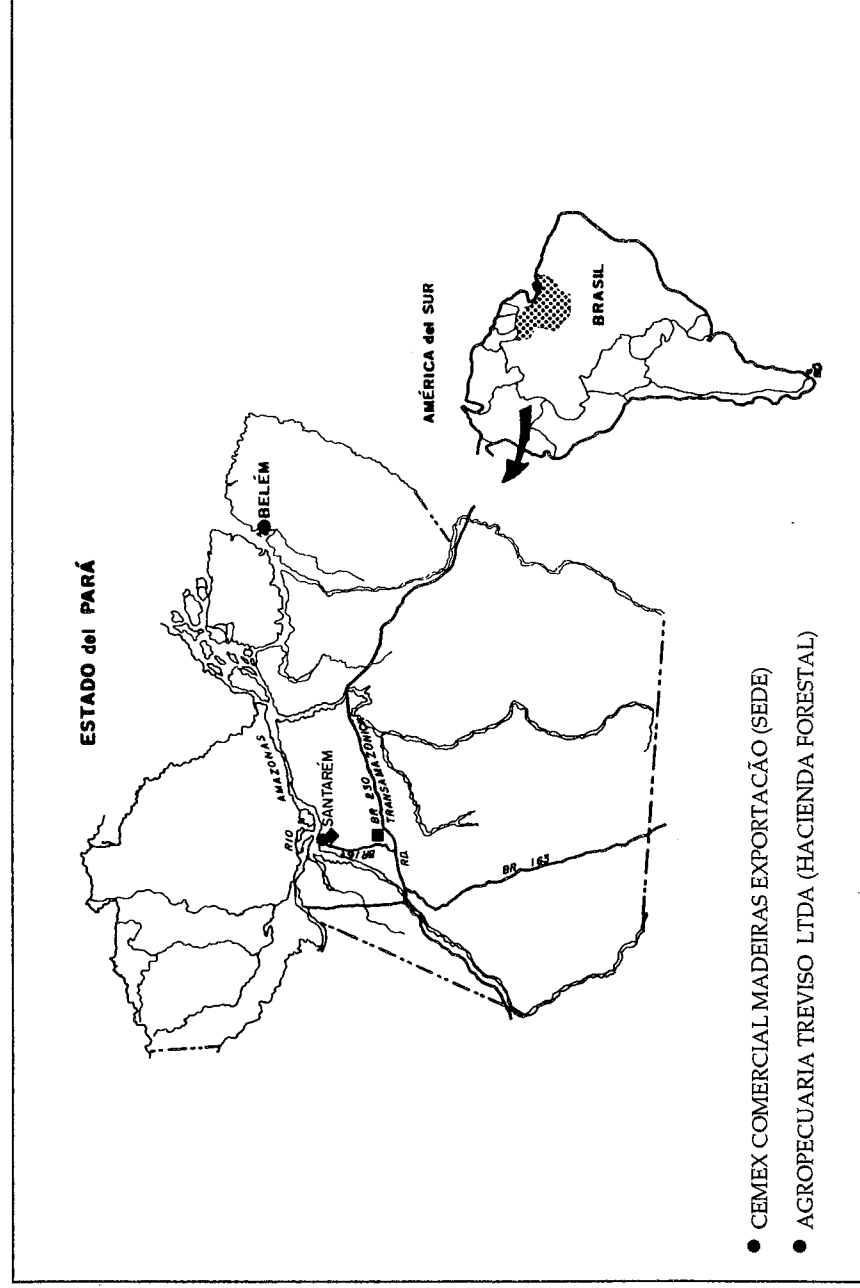 ESTADO del PARÁ
BELÉM
AMAZONAS
RIO
SANTARÉM
BR 230
TRANSAMAZONICA
RD.
BR 163
AMÉRICA del SUR
BRASIL
● CEMEX COMERCIAL MADEIRAS EXPORTACÃO (SEDE)
● AGROPECUARIA TREVISO LTDA (HACIENDA FORESTAL)